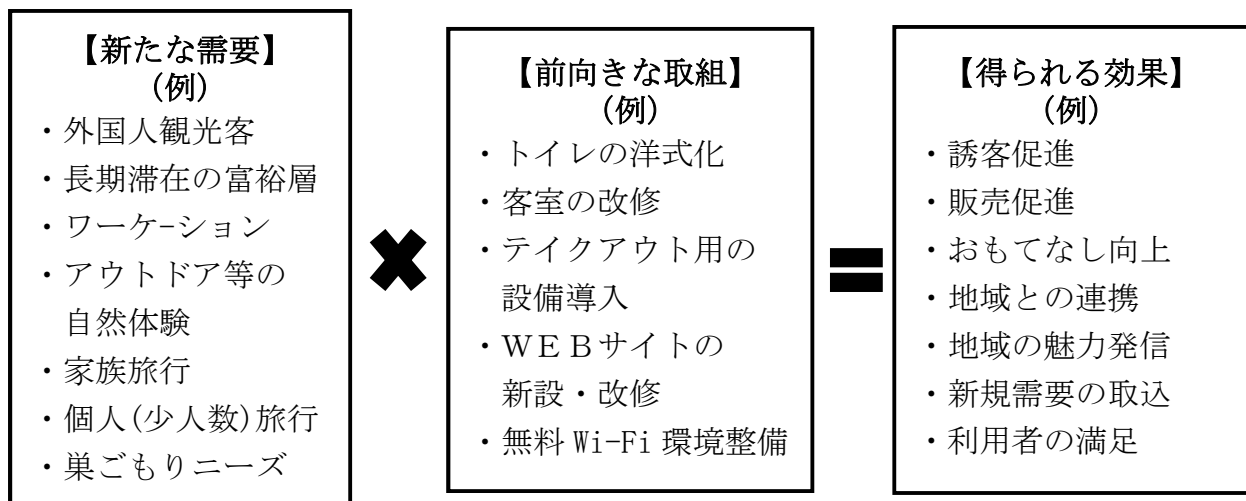 【新たな需要】
(例)
・外国人観光客
・長期滞在の富裕層
・ワーケ-ション
・アウトドア等の
自然体験
・家族旅行
・個人(少人数)旅行
・巣ごもりニーズ
【前向きな取組】
(例)
・トイレの洋式化
・客室の改修
・テイクアウト用の
設備導入
・ＷＥＢサイトの
新設・改修
・無料 Wi-Fi 環境整備
【得られる効果】
(例)
・誘客促進
・販売促進
・おもてなし向上
・地域との連携
・地域の魅力発信
・新規需要の取込
・利用者の満足